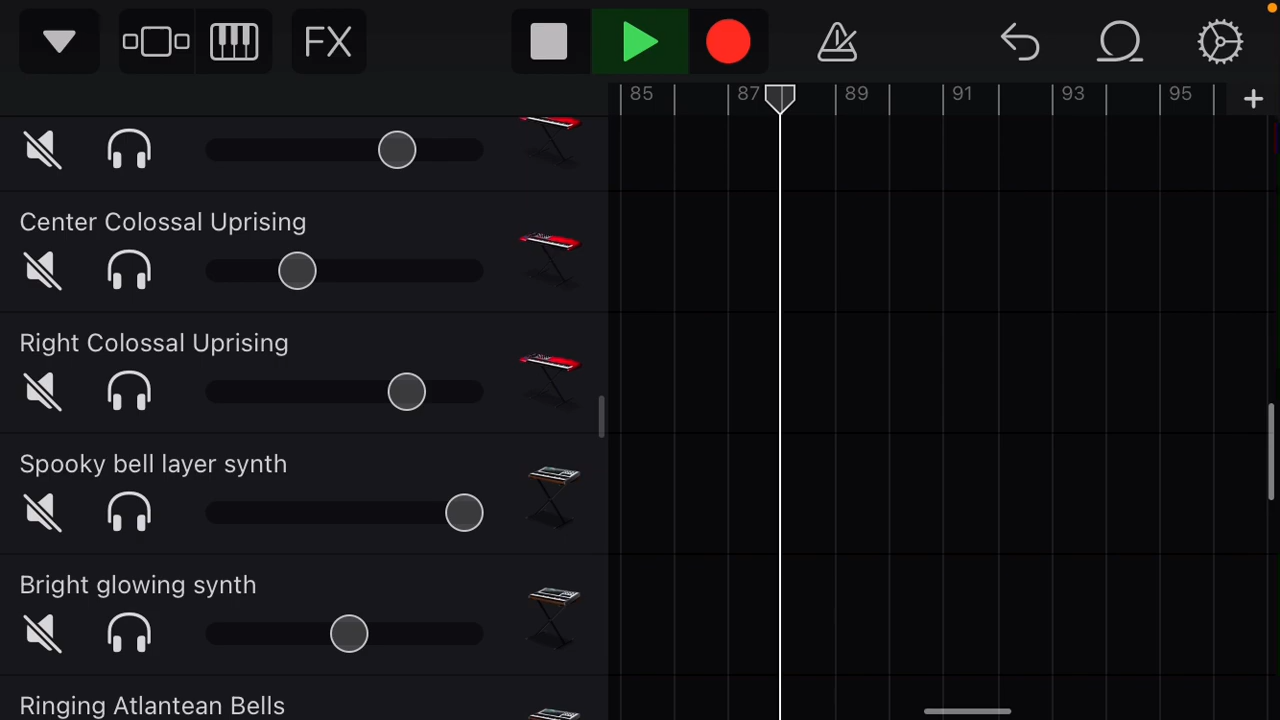 FX
85 87 89 91 93 95 +
Center Colossal Uprising
Right Colossal Uprising
Spooky bell layer synth
Bright glowing synth
Ringing Atlantean Bells